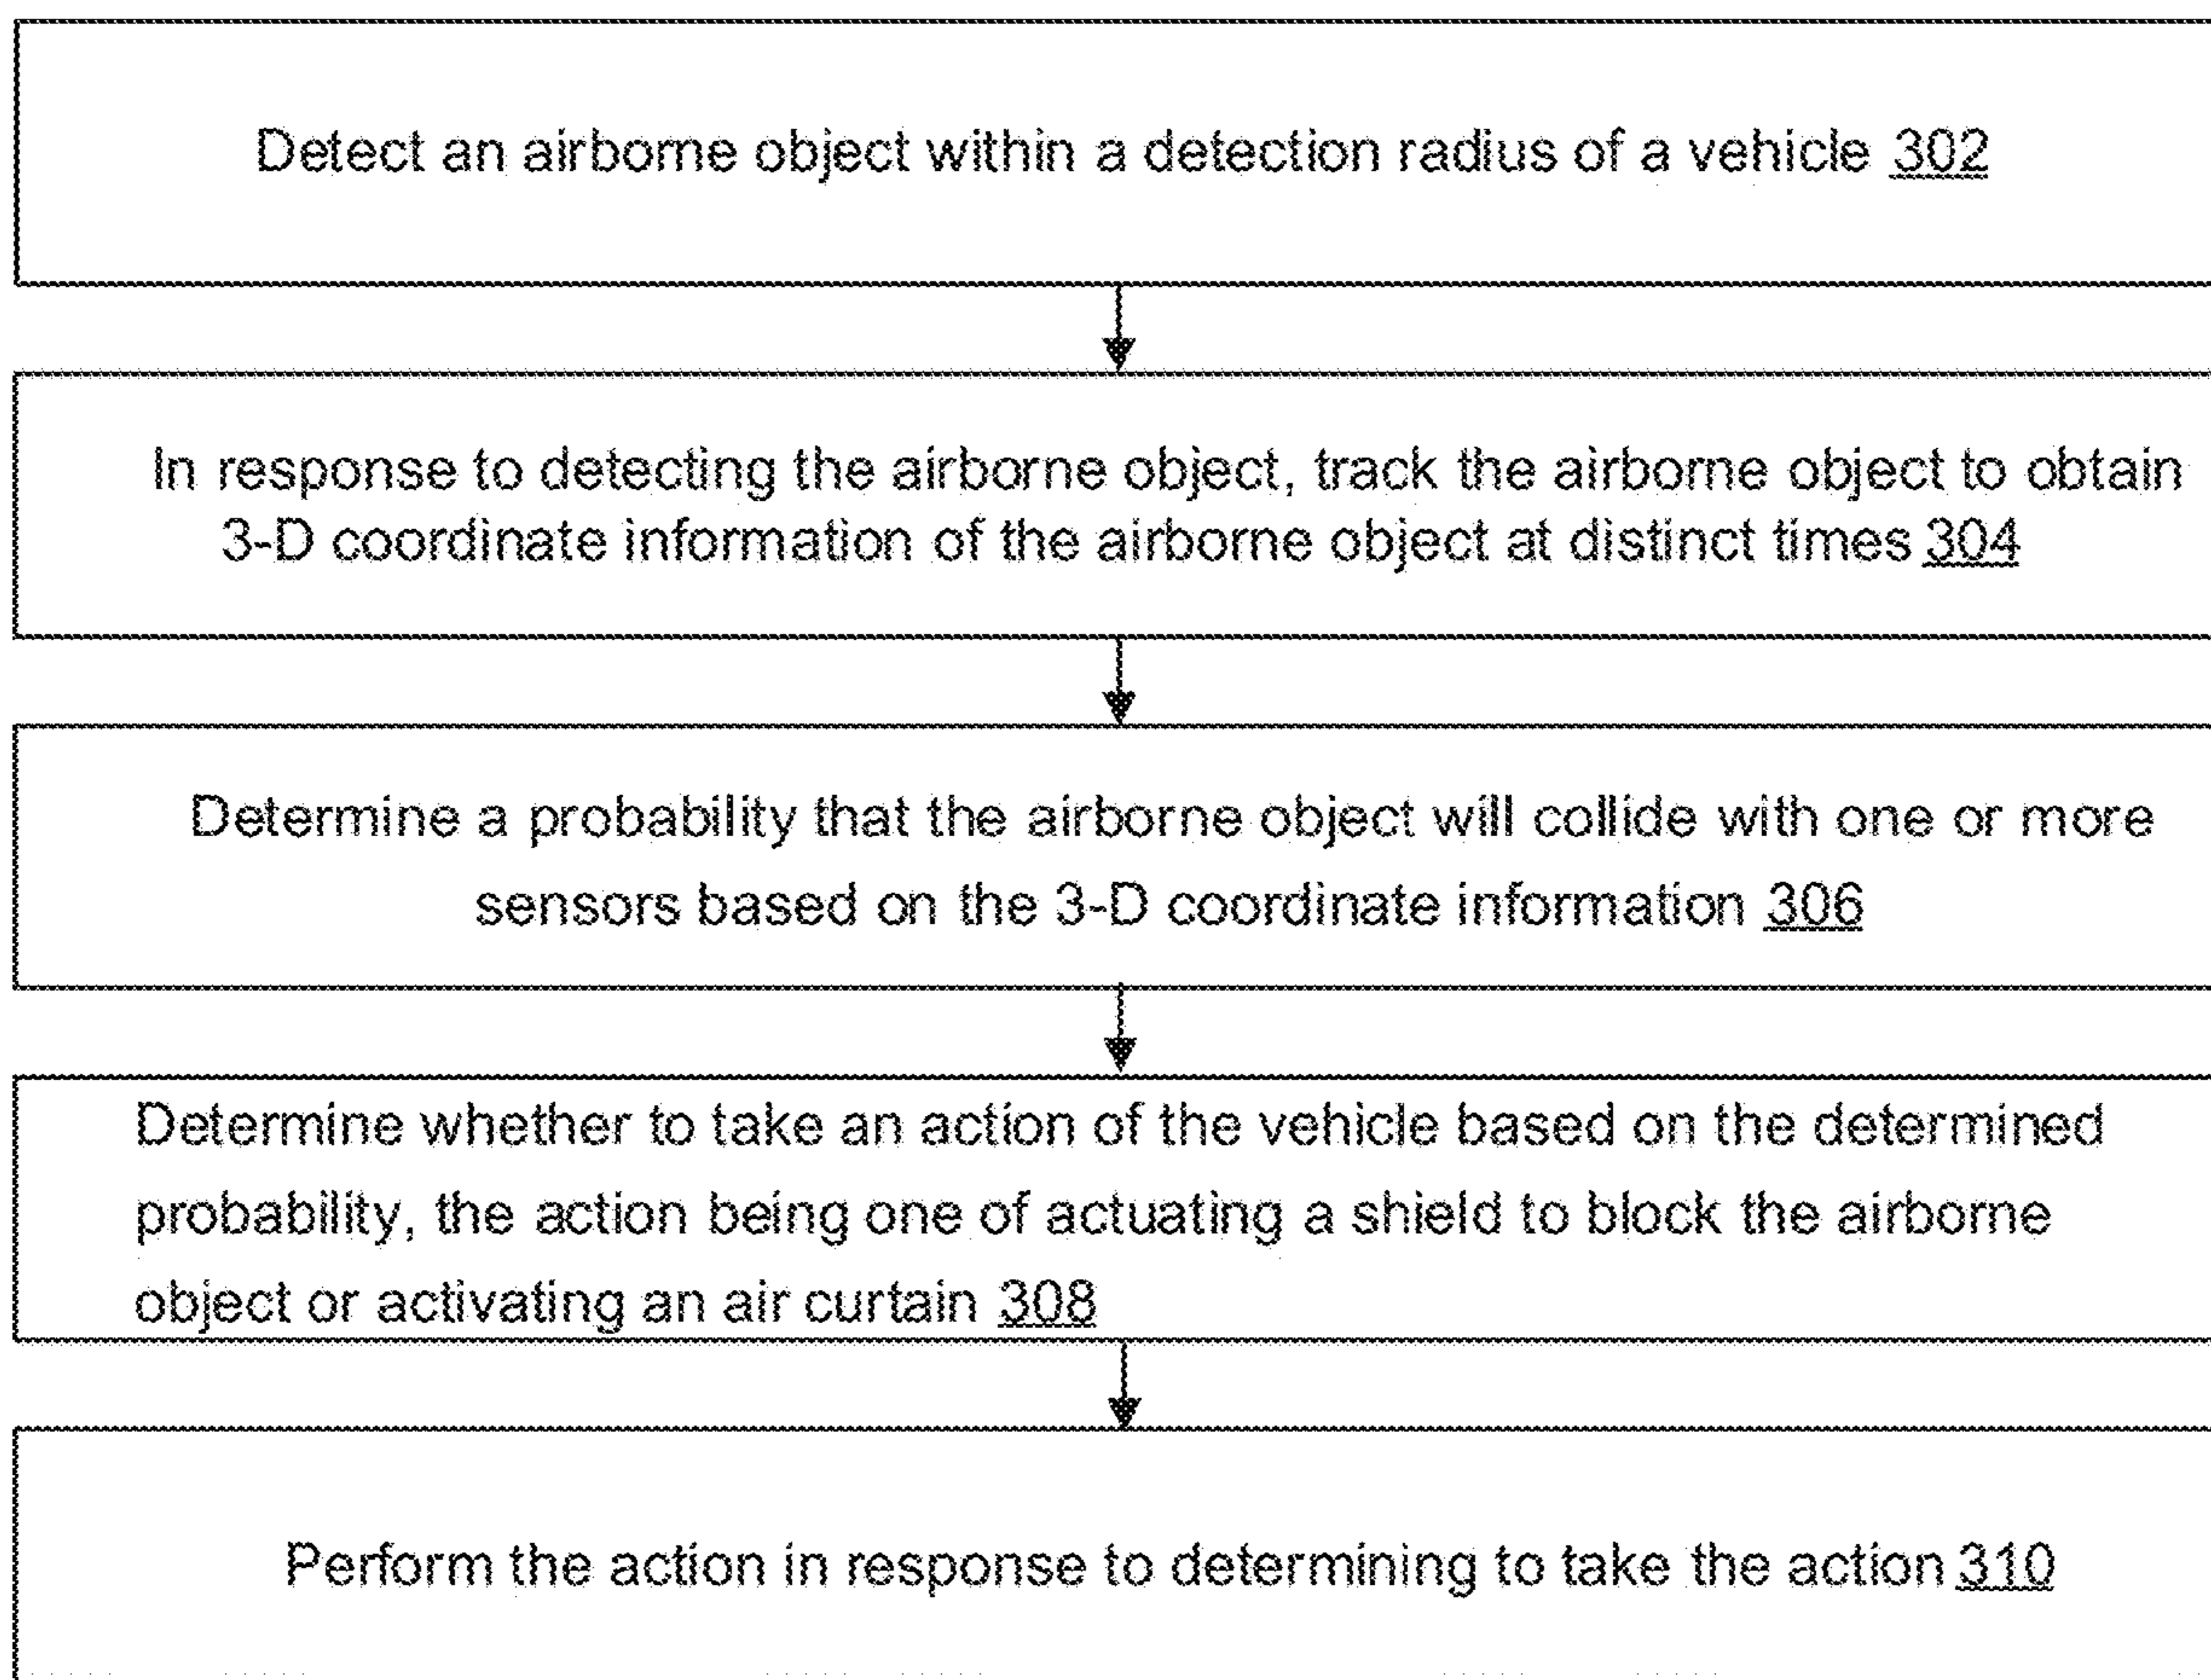 Detect an airborne object within a detection radius of a vehicle 302
In response to detecting the airborne object, track the airborne object to obtain
3-D coordinate information of the airborne object at distinct times 304
Determine a probability that the airborne object will collide with one or more
sensors based on the 3-D coordinate information 306
Determine whether to take an action of the vehicle based on the determined
probability, the action being one of actuating a shield to block the airborne
object or activating an air curtain 308
Perform the action in response to determining to take the action 310